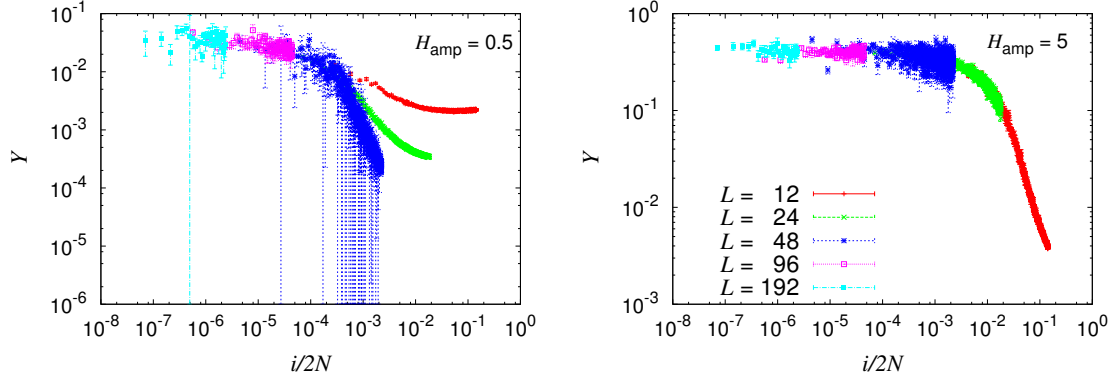 10^0
10^-1
10^-2
10^-3
10^-4
10^-5
10^-6
Y
H_amp = 0.5
10^-8 10^-7 10^-6 10^-5 10^-4 10^-3 10^-2 10^-1 10^0
i/2N
10^0
10^-1
10^-2
10^-3
Y
H_amp = 5
L = 12
L = 24
L = 48
L = 96
L = 192
10^-8 10^-7 10^-6 10^-5 10^-4 10^-3 10^-2 10^-1 10^0
i/2N